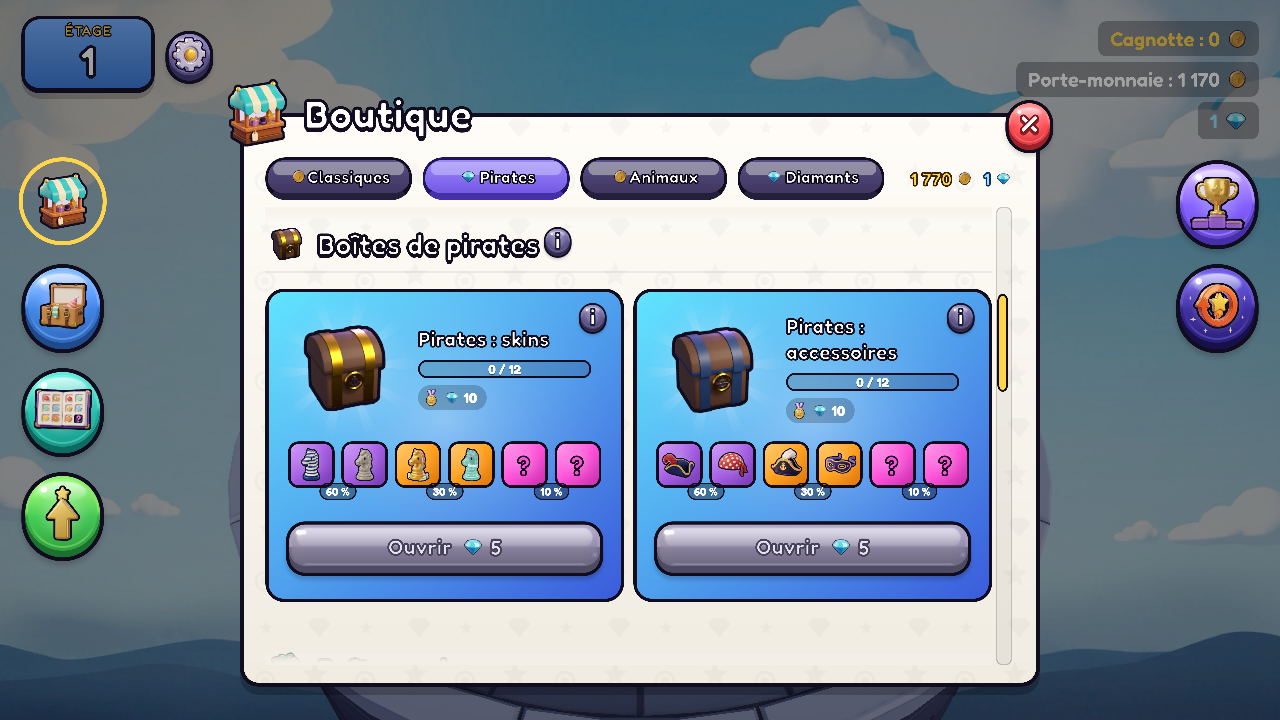 ÉTAGE
1
Cagnotte : 0
Porte-monnaie : 1 170
1
Boutique
Classiques
Pirates
Animaux
Diamants
1 770
1
Boîtes de pirates
i
Pirates : skins
i
0 / 12
10
60 %
30 %
? ?
10 %
Ouvrir 5
Pirates :
accessoires
i
0 / 12
10
60 %
30 %
? ?
10 %
Ouvrir 5